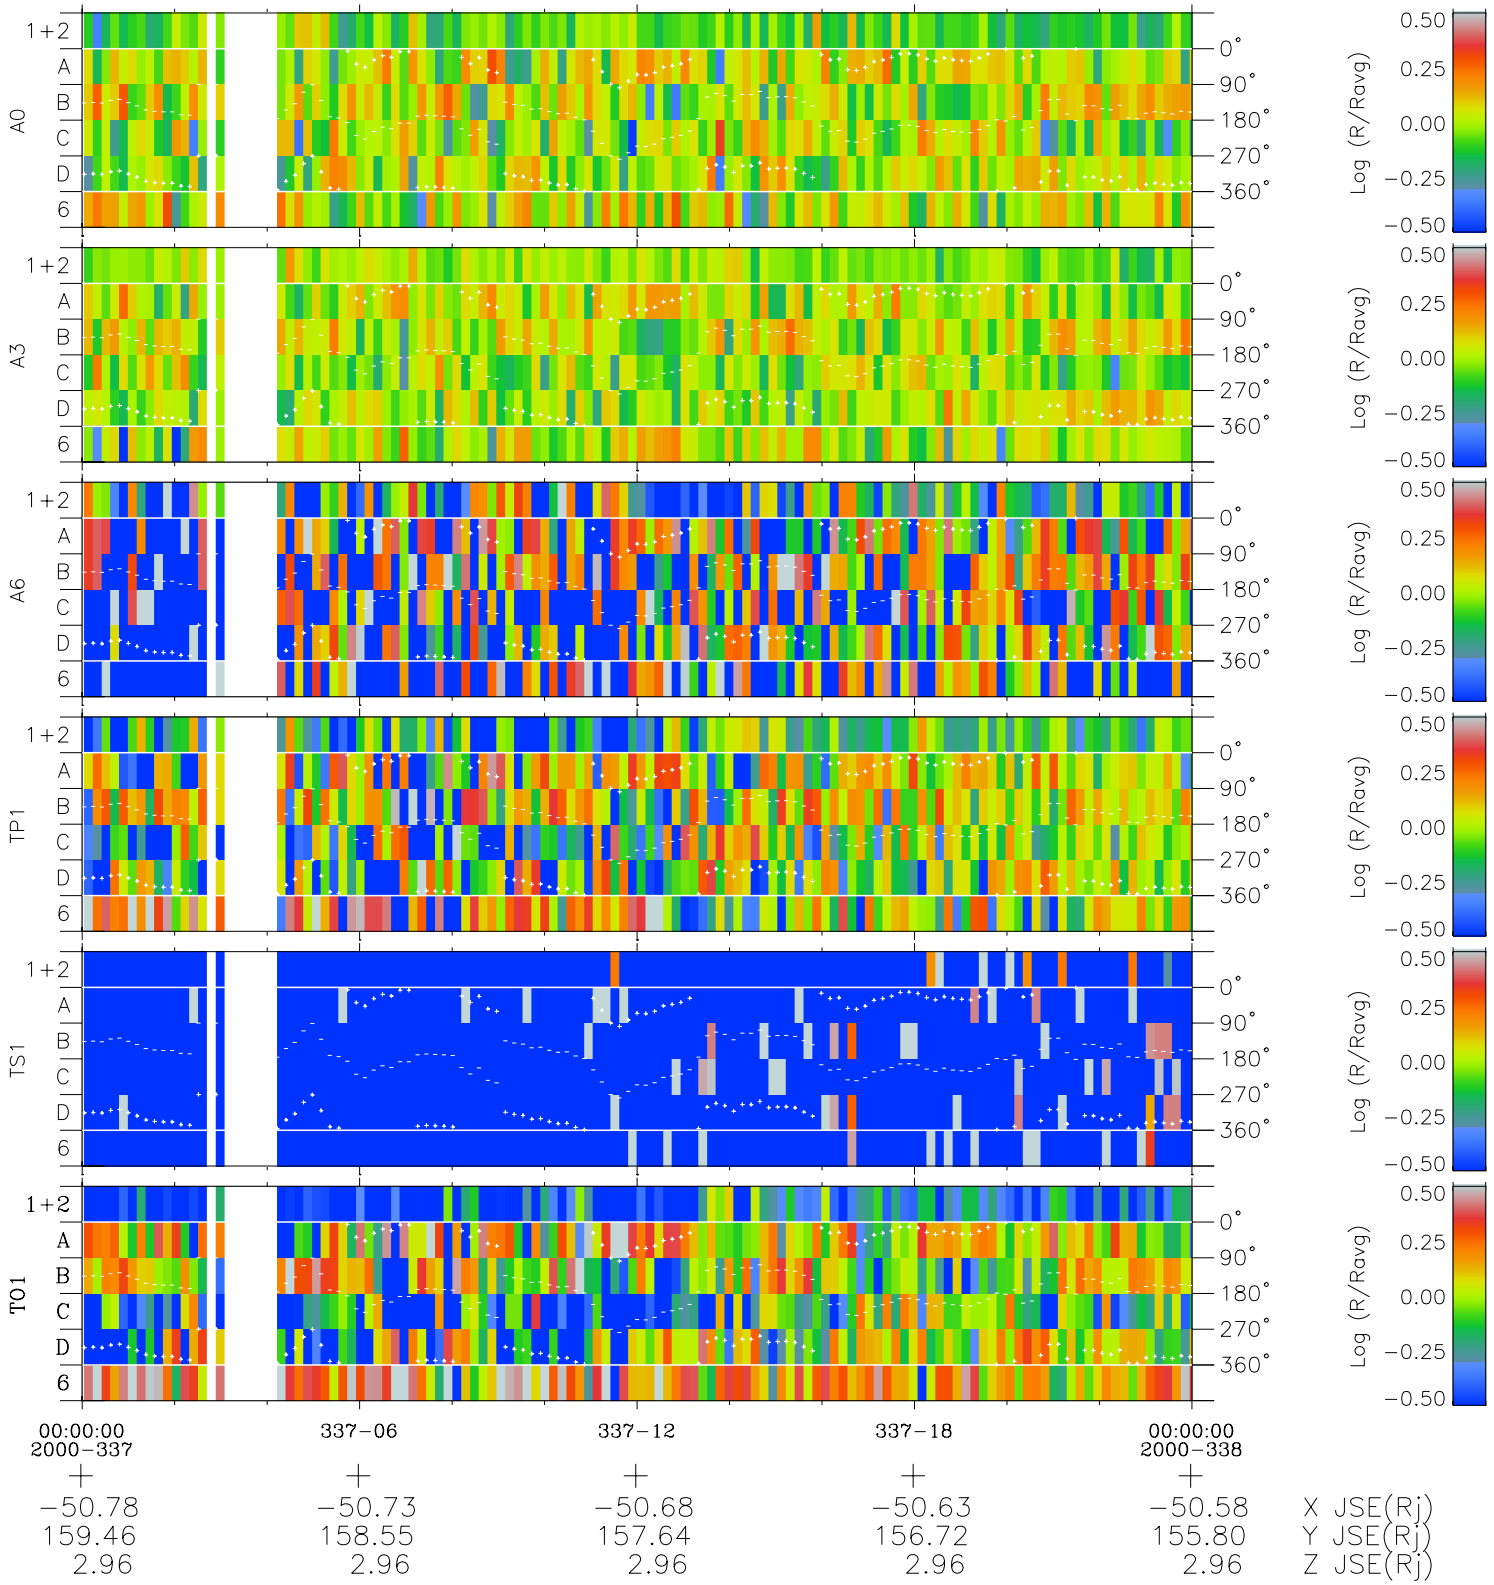 1+2
A
B
C
D
6
A0
0°
90°
180°
270°
360°
0.50
0.25
0.00
-0.25
-0.50
Log (R/Ravg)
1+2
A
B
C
D
6
A3
0°
90°
180°
270°
360°
0.50
0.25
0.00
-0.25
-0.50
Log (R/Ravg)
1+2
A
B
C
D
6
A6
0°
90°
180°
270°
360°
0.50
0.25
0.00
-0.25
-0.50
Log (R/Ravg)
1+2
A
B
C
D
6
TP1
0°
90°
180°
270°
360°
0.50
0.25
0.00
-0.25
-0.50
Log (R/Ravg)
1+2
A
B
C
D
6
TS1
0°
90°
180°
270°
360°
0.50
0.25
0.00
-0.25
-0.50
Log (R/Ravg)
1+2
A
B
C
D
6
TO1
0°
90°
180°
270°
360°
0.50
0.25
0.00
-0.25
-0.50
Log (R/Ravg)
00:00:00 337-06 337-12 337-18 00:00:00
2000-337 2000-338
-50.78 -50.73 -50.68 -50.63 -50.58 X JSE(Rj)
159.46 158.55 157.64 156.72 155.80 Y JSE(Rj)
2.96 2.96 2.96 2.96 2.96 Z JSE(Rj)